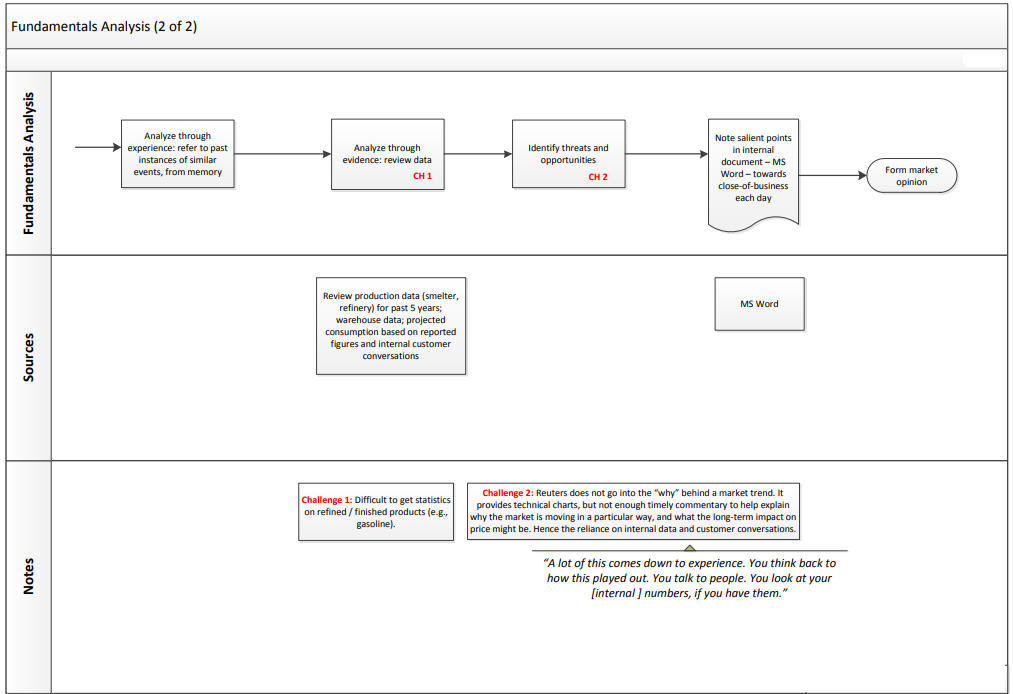 Fundamentals Analysis (2 of 2)
Fundamentals Analysis
Analyze through
experience: refer to past
instances of similar
events, from memory
Analyze through
evidence: review data
CH 1
Identify threats and
opportunities
CH 2
Note salient points
in internal
document – MS
Word – towards
close-of-business
each day
Form market
opinion
Sources
Review production data (smelter,
refinery) for past 5 years;
warehouse data; projected
consumption based on reported
figures and internal customer
conversations
MS Word
Notes
Challenge 1: Difficult to get statistics
on refined / finished products (e.g.,
gasoline).
Challenge 2: Reuters does not go into the “why” behind a market trend. It
provides technical charts, but not enough timely commentary to help explain
why the market is moving in a particular way, and what the long-term impact on
price might be. Hence the reliance on internal data and customer conversations.
“A lot of this comes down to experience. You think back to
how this played out. You talk to people. You look at your
[internal ] numbers, if you have them.”